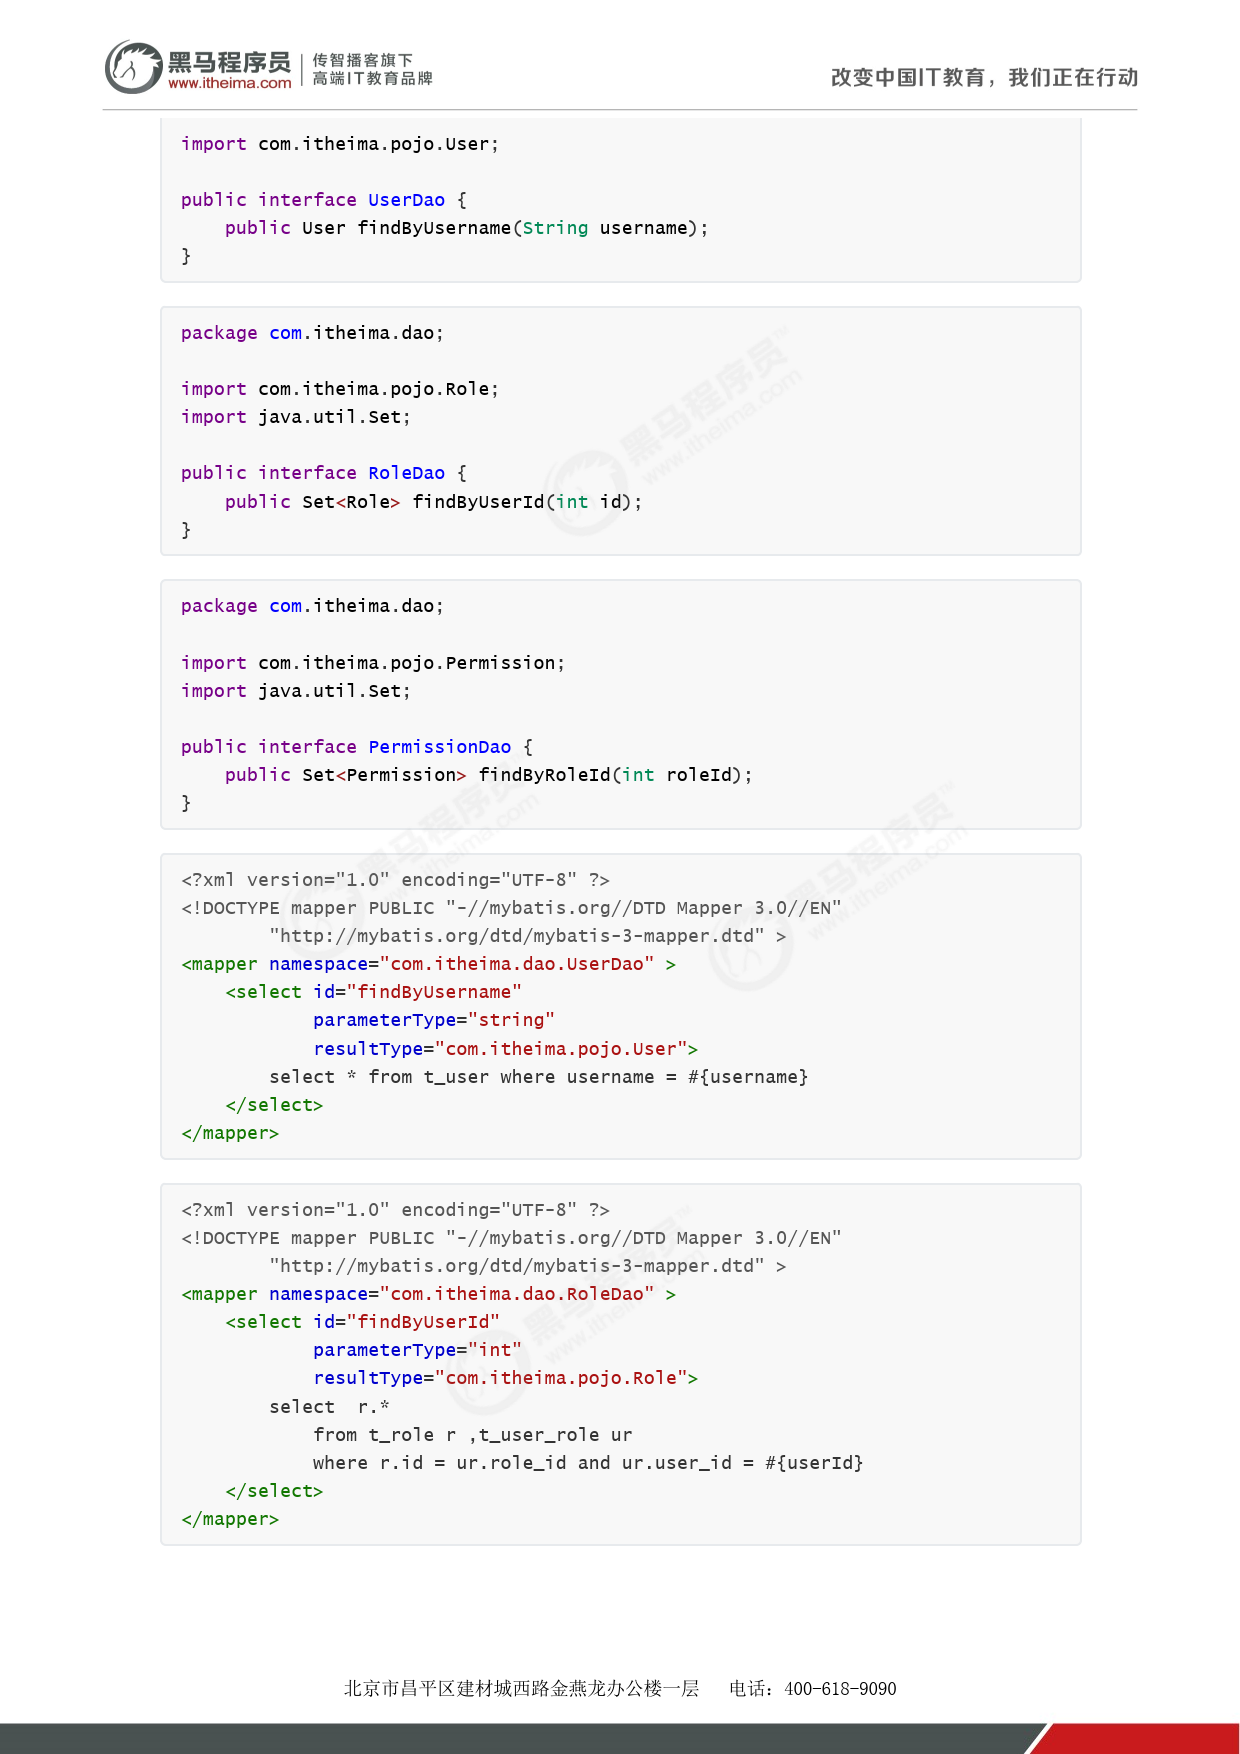 黑马程序员
www.itheima.com
传智播客旗下
高端IT教育品牌
改变中国IT教育，我们正在行动
import com.itheima.pojo.User;
public interface UserDao {
    public User findByUsername(String username);
}
package com.itheima.dao;
import com.itheima.pojo.Role;
import java.util.Set;
public interface RoleDao {
    public Set<Role> findByUserId(int id);
}
package com.itheima.dao;
import com.itheima.pojo.Permission;
import java.util.Set;
public interface PermissionDao {
    public Set<Permission> findByRoleId(int roleId);
}
<?xml version="1.0" encoding="UTF-8" ?>
<!DOCTYPE mapper PUBLIC "-//mybatis.org//DTD Mapper 3.0//EN"
        "http://mybatis.org/dtd/mybatis-3-mapper.dtd" >
<mapper namespace="com.itheima.dao.UserDao" >
    <select id="findByUsername"
            parameterType="string"
            resultType="com.itheima.pojo.User">
        select * from t_user where username = #{username}
    </select>
</mapper>
<?xml version="1.0" encoding="UTF-8" ?>
<!DOCTYPE mapper PUBLIC "-//mybatis.org//DTD Mapper 3.0//EN"
        "http://mybatis.org/dtd/mybatis-3-mapper.dtd" >
<mapper namespace="com.itheima.dao.RoleDao" >
    <select id="findByUserId"
            parameterType="int"
            resultType="com.itheima.pojo.Role">
        select  r.*
            from t_role r ,t_user_role ur
            where r.id = ur.role_id and ur.user_id = #{userId}
    </select>
</mapper>
北京市昌平区建材城西路金燕龙办公楼一层   电话：400-618-9090